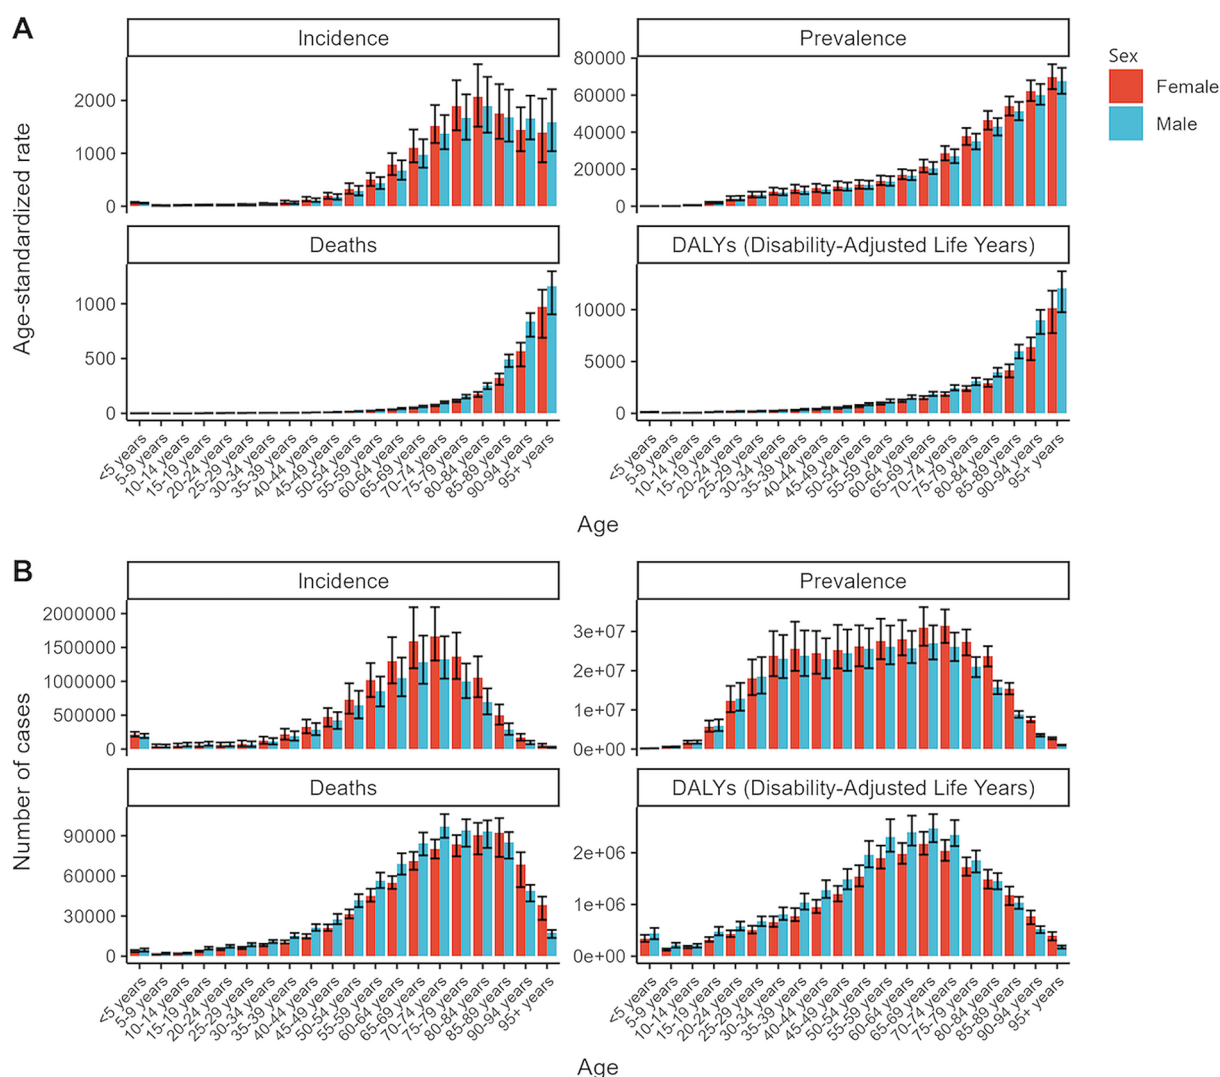 A
Incidence
Prevalence
Sex
Female
Male
Age-standardized rate
2000
1000
0
80000
60000
40000
20000
0
Deaths
DALYs (Disability-Adjusted Life Years)
1000
500
0
10000
5000
0
<5 years
5-9 years
10-14 years
15-19 years
20-24 years
25-29 years
30-34 years
35-39 years
40-44 years
45-49 years
50-54 years
55-59 years
60-64 years
65-69 years
70-74 years
75-79 years
80-84 years
85-89 years
90-94 years
95+ years
<5 years
5-9 years
10-14 years
15-19 years
20-24 years
25-29 years
30-34 years
35-39 years
40-44 years
45-49 years
50-54 years
55-59 years
60-64 years
65-69 years
70-74 years
75-79 years
80-84 years
85-89 years
90-94 years
95+ years
Age
B
Incidence
Prevalence
Number of cases
2000000
1500000
1000000
500000
0
3e+07
2e+07
1e+07
0e+00
Deaths
DALYs (Disability-Adjusted Life Years)
90000
60000
30000
0
2e+06
1e+06
0e+00
<5 years
5-9 years
10-14 years
15-19 years
20-24 years
25-29 years
30-34 years
35-39 years
40-44 years
45-49 years
50-54 years
55-59 years
60-64 years
65-69 years
70-74 years
75-79 years
80-84 years
85-89 years
90-94 years
95+ years
<5 years
5-9 years
10-14 years
15-19 years
20-24 years
25-29 years
30-34 years
35-39 years
40-44 years
45-49 years
50-54 years
55-59 years
60-64 years
65-69 years
70-74 years
75-79 years
80-84 years
85-89 years
90-94 years
95+ years
Age